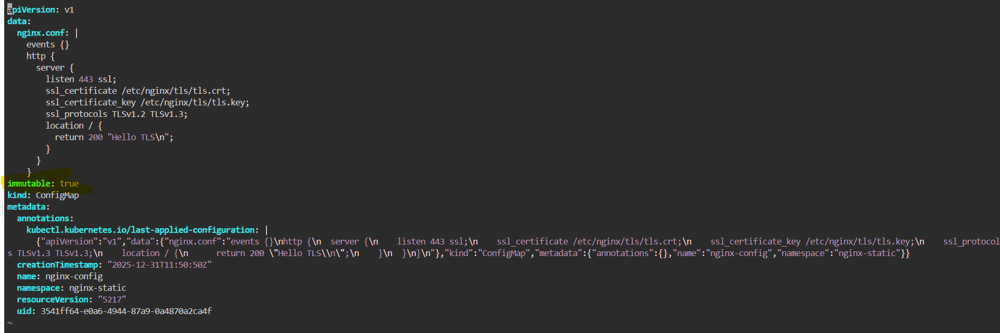 apiVersion: v1
data:
  nginx.conf: |
    events {}
    http {
      server {
        listen 443 ssl;
        ssl_certificate /etc/nginx/tls/tls.crt;
        ssl_certificate_key /etc/nginx/tls/tls.key;
        ssl_protocols TLSv1.2 TLSv1.3;
        location / {
          return 200 "Hello TLS\n";
        }
      }
    }
immutable: true
kind: ConfigMap
metadata:
  annotations:
    kubectl.kubernetes.io/last-applied-configuration: |
      {"apiVersion":"v1","data":{"nginx.conf":"events {}\nhttp {\n  server {\n    listen 443 ssl;\n    ssl_certificate /etc/nginx/tls/tls.crt;\n    ssl_certificate_key /etc/nginx/tls/tls.key;\n    ssl_protocol
s TLSv1.3 TLSv1.3;\n    location / {\n      return 200 \"Hello TLS\\n\";\n    }\n  }\n}\n"},"kind":"ConfigMap","metadata":{"annotations":{},"name":"nginx-config","namespace":"nginx-static"}}
  creationTimestamp: "2025-12-31T11:50:50Z"
  name: nginx-config
  namespace: nginx-static
  resourceVersion: "5217"
  uid: 3541ff64-e0a6-4944-87a9-0a4870a2ca4f
~